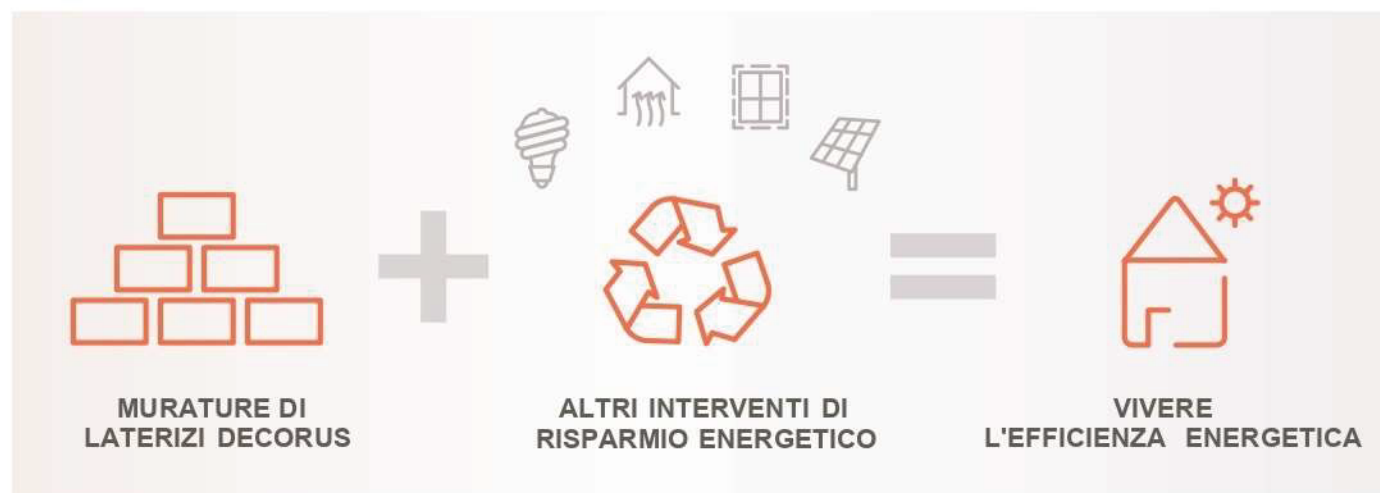 MURATURE DI
LATERIZI DECORUS
ALTRI INTERVENTI DI
RISPARMIO ENERGETICO
VIVERE
L'EFFICIENZA ENERGETICA